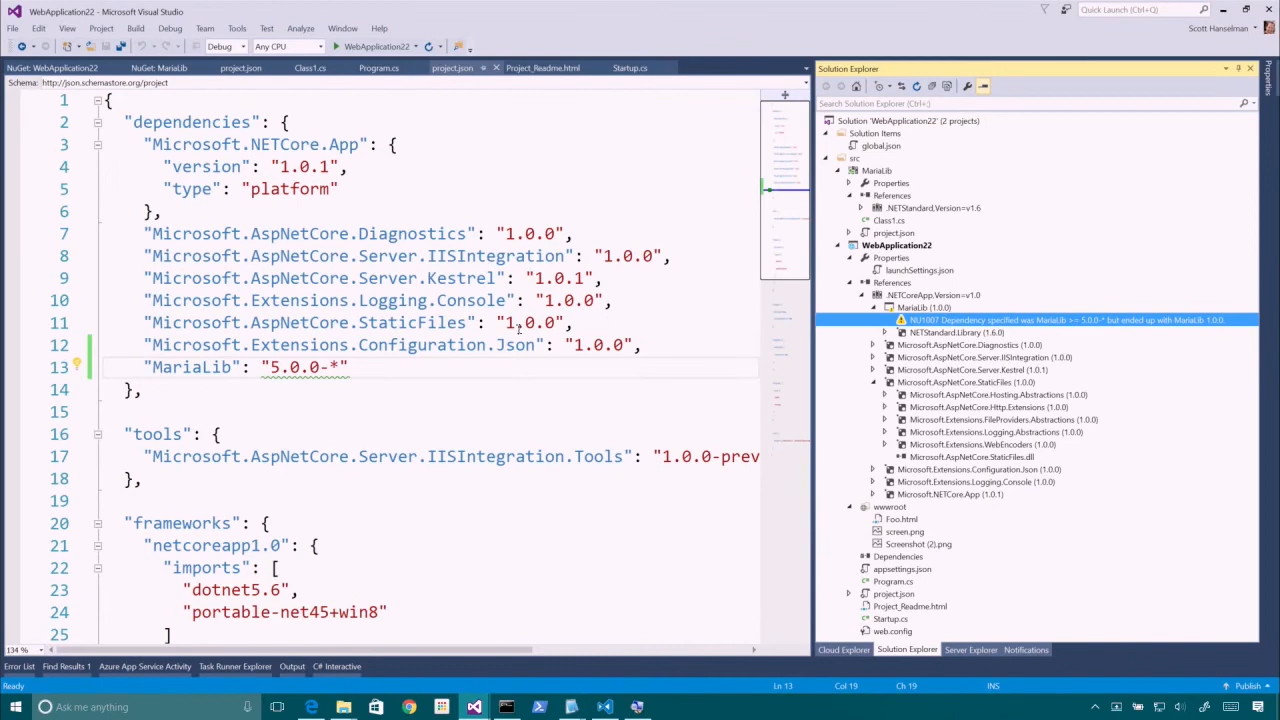 WebApplication22 - Microsoft Visual Studio
Quick Launch (Ctrl+Q)
File Edit View Project Build Debug Team Tools Analyze Window Help
Scott Hanselman
Debug Any CPU WebApplication22
NuGet: WebApplication22 NuGet: MariaLib project.json Class1.cs Program.cs project.json Project_Readme.html Startup.cs
Schema: http://json.schemastore.org/project
1 {
2 "dependencies": {
3 "Microsoft.NETCore.App": {
4 "version": "1.0.1",
5 "type": "platform"
6 },
7 "Microsoft.AspNetCore.Diagnostics": "1.0.0",
8 "Microsoft.AspNetCore.Server.IISIntegration": "1.0.0",
9 "Microsoft.AspNetCore.Server.Kestrel": "1.0.1",
10 "Microsoft.Extensions.Logging.Console": "1.0.0",
11 "Microsoft.AspNetCore.StaticFiles": "1.0.0",
12 "Microsoft.Extensions.Configuration.Json": "1.0.0",
13 "MariaLib": "5.0.0-*"
14 },
15
16 "tools": {
17 "Microsoft.AspNetCore.Server.IISIntegration.Tools": "1.0.0-prev
18 },
19
20 "frameworks": {
21 "netcoreapp1.0": {
22 "imports": [
23 "dotnet5.6",
24 "portable-net45+win8"
25 ]
134 %
Solution Explorer
Search Solution Explorer (Ctrl+;)
Solution 'WebApplication22' (2 projects)
Solution Items
global.json
src
MariaLib
Properties
References
.NETStandard,Version=v1.6
Class1.cs
project.json
WebApplication22
Properties
launchSettings.json
References
.NETCoreApp,Version=v1.0
MariaLib (1.0.0)
NU1007 Dependency specified was MariaLib >= 5.0.0-* but ended up with MariaLib 1.0.0.
NETStandard.Library (1.6.0)
Microsoft.AspNetCore.Diagnostics (1.0.0)
Microsoft.AspNetCore.Server.IISIntegration (1.0.0)
Microsoft.AspNetCore.Server.Kestrel (1.0.1)
Microsoft.AspNetCore.StaticFiles (1.0.0)
Microsoft.AspNetCore.Hosting.Abstractions (1.0.0)
Microsoft.AspNetCore.Http.Extensions (1.0.0)
Microsoft.Extensions.FileProviders.Abstractions (1.0.0)
Microsoft.Extensions.Logging.Abstractions (1.0.0)
Microsoft.Extensions.WebEncoders (1.0.0)
Microsoft.AspNetCore.StaticFiles.dll
Microsoft.Extensions.Configuration.Json (1.0.0)
Microsoft.Extensions.Logging.Console (1.0.0)
Microsoft.NETCore.App (1.0.1)
wwwroot
Foo.html
screen.png
Screenshot (2).png
Dependencies
appsettings.json
Program.cs
project.json
Project_Readme.html
Startup.cs
web.config
Cloud Explorer Solution Explorer Server Explorer Notifications
Properties
Error List Find Results 1 Azure App Service Activity Task Runner Explorer Output C# Interactive
Ready Ln 13 Col 19 Ch 19 INS Publish
Ask me anything